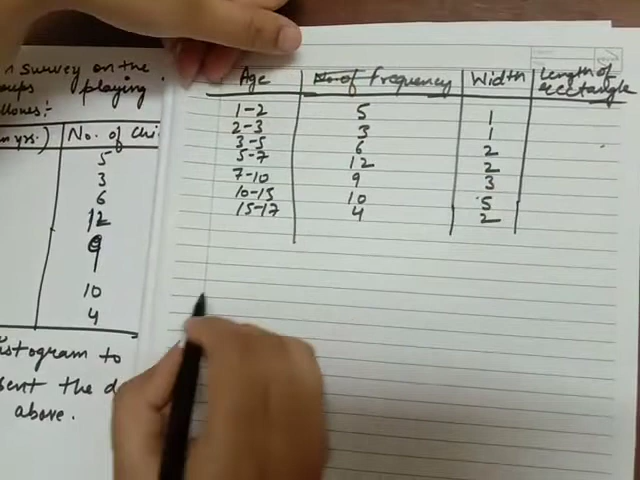 n survey on the
oups playing
llows:-
n yrs.) No. of Chi
5
3
6
12
9
10
4
istogram to
sent the d
above.
Age No of Frequency Width Length of rectangle
1-2 5 1
2-3 3 1
3-5 6 2
5-7 12 2
7-10 9 3
10-15 10 5
15-17 4 2